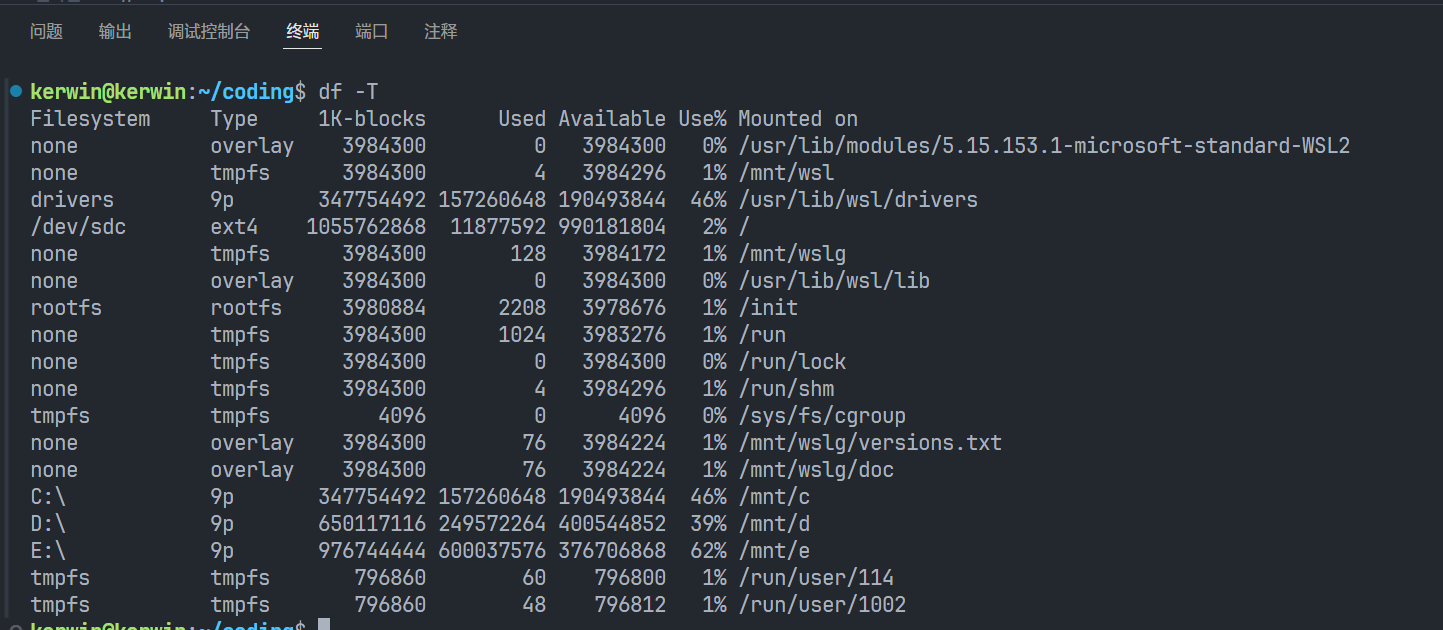 问题 输出 调试控制台 终端 端口 注释
kerwin@kerwin:~/coding$ df -T
Filesystem     Type     1K-blocks      Used Available Use% Mounted on
none           overlay    3984300         0   3984300   0% /usr/lib/modules/5.15.153.1-microsoft-standard-WSL2
none           tmpfs      3984300         4   3984296   1% /mnt/wsl
drivers        9p       347754492 157260648 190493844  46% /usr/lib/wsl/drivers
/dev/sdc       ext4    1055762868  11877592 990181804   2% /
none           tmpfs      3984300       128   3984172   1% /mnt/wslg
none           overlay    3984300         0   3984300   0% /usr/lib/wsl/lib
rootfs         rootfs     3980884      2208   3978676   1% /init
none           tmpfs      3984300      1024   3983276   1% /run
none           tmpfs      3984300         0   3984300   0% /run/lock
none           tmpfs      3984300         4   3984296   1% /run/shm
tmpfs          tmpfs         4096         0      4096   0% /sys/fs/cgroup
none           overlay    3984300        76   3984224   1% /mnt/wslg/versions.txt
none           overlay    3984300        76   3984224   1% /mnt/wslg/doc
C:\            9p       347754492 157260648 190493844  46% /mnt/c
D:\            9p       650117116 249572264 400544852  39% /mnt/d
E:\            9p       976744444 600037576 376706868  62% /mnt/e
tmpfs          tmpfs       796860        60    796800   1% /run/user/114
tmpfs          tmpfs       796860        48    796812   1% /run/user/1002
kerwin@kerwin:~/coding$